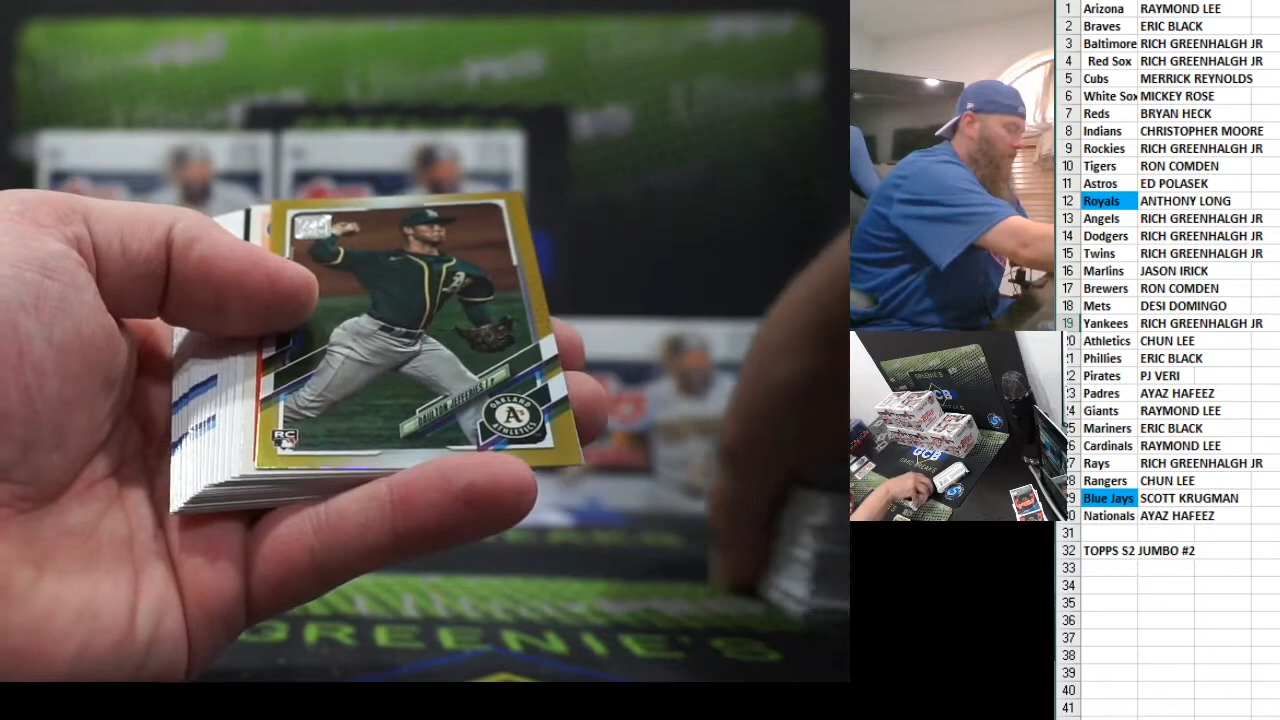 DAULTON JEFFERIES / P
OAKLAND
A's
ATHLETICS
RC
GREENIE'S
GCB
1 Arizona RAYMOND LEE
2 Braves ERIC BLACK
3 Baltimore RICH GREENHALGH JR
4 Red Sox RICH GREENHALGH JR
5 Cubs MERRICK REYNOLDS
6 White Sox MICKEY ROSE
7 Reds BRYAN HECK
8 Indians CHRISTOPHER MOORE
9 Rockies RICH GREENHALGH JR
10 Tigers RON COMDEN
11 Astros ED POLASEK
12 Royals ANTHONY LONG
13 Angels RICH GREENHALGH JR
14 Dodgers RICH GREENHALGH JR
15 Twins RICH GREENHALGH JR
16 Marlins JASON IRICK
17 Brewers RON COMDEN
18 Mets DESI DOMINGO
19 Yankees RICH GREENHALGH JR
20 Athletics CHUN LEE
21 Phillies ERIC BLACK
22 Pirates PJ VERI
23 Padres AYAZ HAFEEZ
24 Giants RAYMOND LEE
25 Mariners ERIC BLACK
26 Cardinals RAYMOND LEE
27 Rays RICH GREENHALGH JR
28 Rangers CHUN LEE
29 Blue Jays SCOTT KRUGMAN
30 Nationals AYAZ HAFEEZ
31
32 TOPPS S2 JUMBO #2
33
34
35
36
37
38
39
40
41